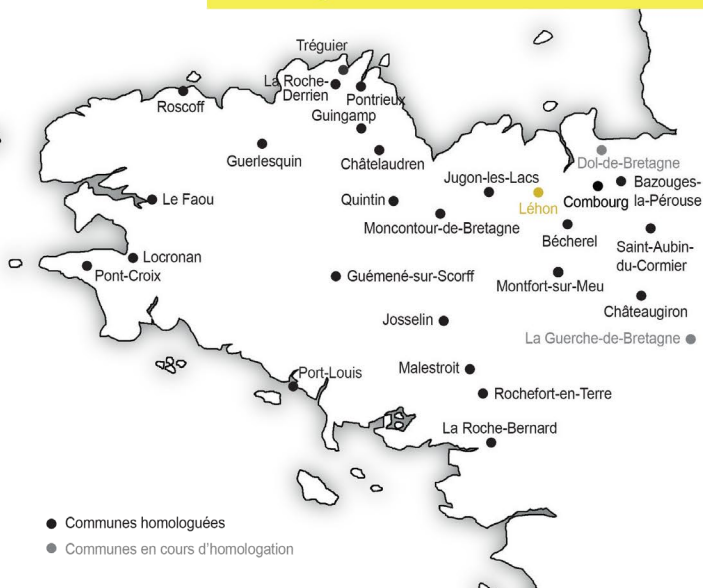 Tréguier
La Roche-
Derrien
Pontrieux
Roscoff
Guingamp
Guerlesquin
Châtelaudren
Dol-de-Bretagne
Jugon-les-Lacs
Bazouges-
la-Pérouse
Le Faou
Quintin
Léhon
Combourg
Moncontour-de-Bretagne
Bécherel
Saint-Aubin-
du-Cormier
Locronan
Pont-Croix
Guémené-sur-Scorff
Montfort-sur-Meu
Châteaugiron
Josselin
La Guerche-de-Bretagne
Port-Louis
Malestroit
Rochefort-en-Terre
La Roche-Bernard
Communes homologuées
Communes en cours d'homologation